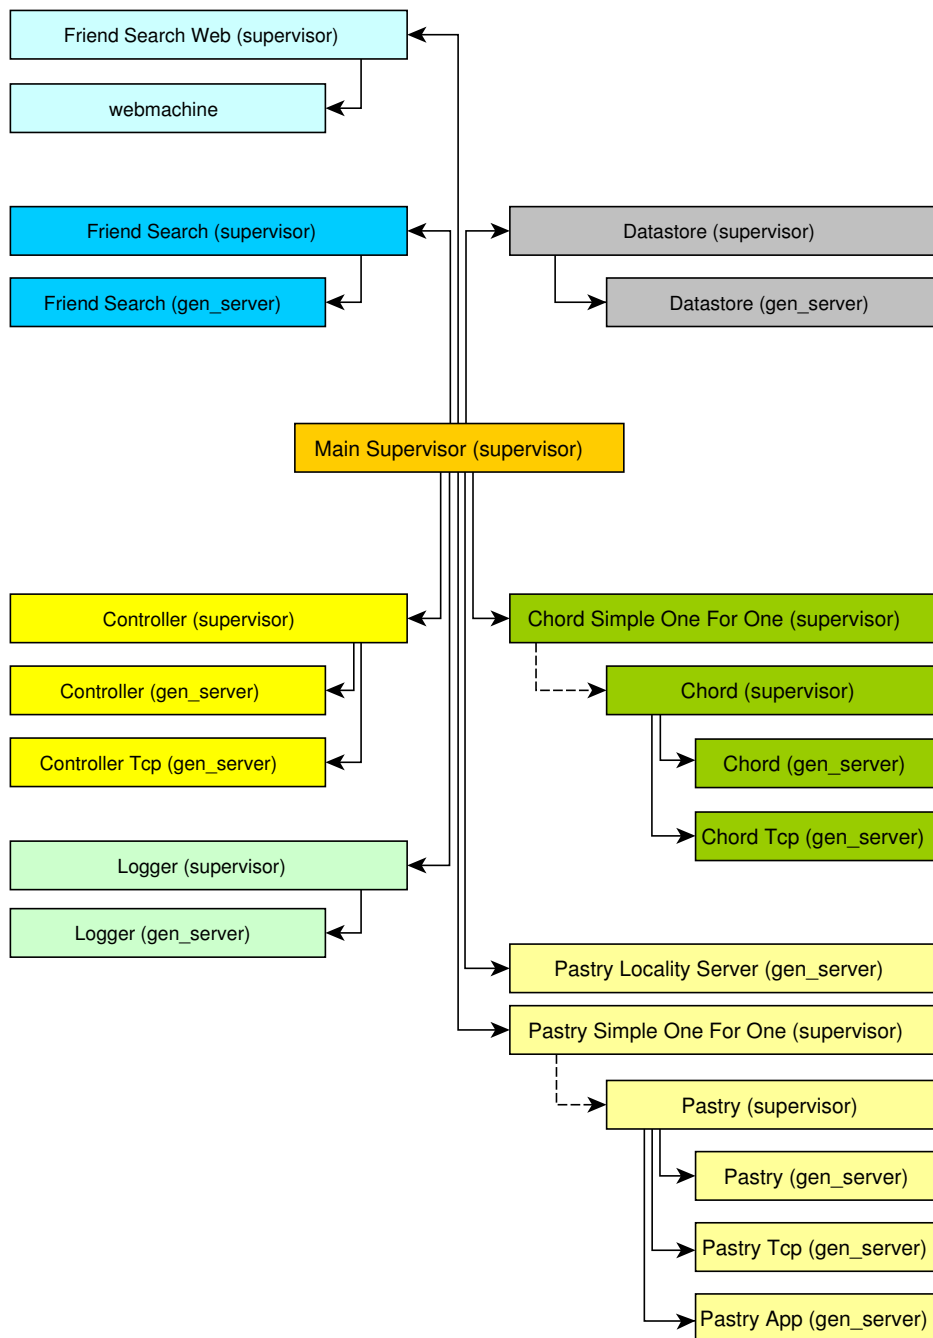 Friend Search Web (supervisor)
webmachine
Friend Search (supervisor)
Datastore (supervisor)
Friend Search (gen_server)
Datastore (gen_server)
Main Supervisor (supervisor)
Controller (supervisor)
Chord Simple One For One (supervisor)
Controller (gen_server)
Chord (supervisor)
Controller Tcp (gen_server)
Chord (gen_server)
Chord Tcp (gen_server)
Logger (supervisor)
Logger (gen_server)
Pastry Locality Server (gen_server)
Pastry Simple One For One (supervisor)
Pastry (supervisor)
Pastry (gen_server)
Pastry Tcp (gen_server)
Pastry App (gen_server)